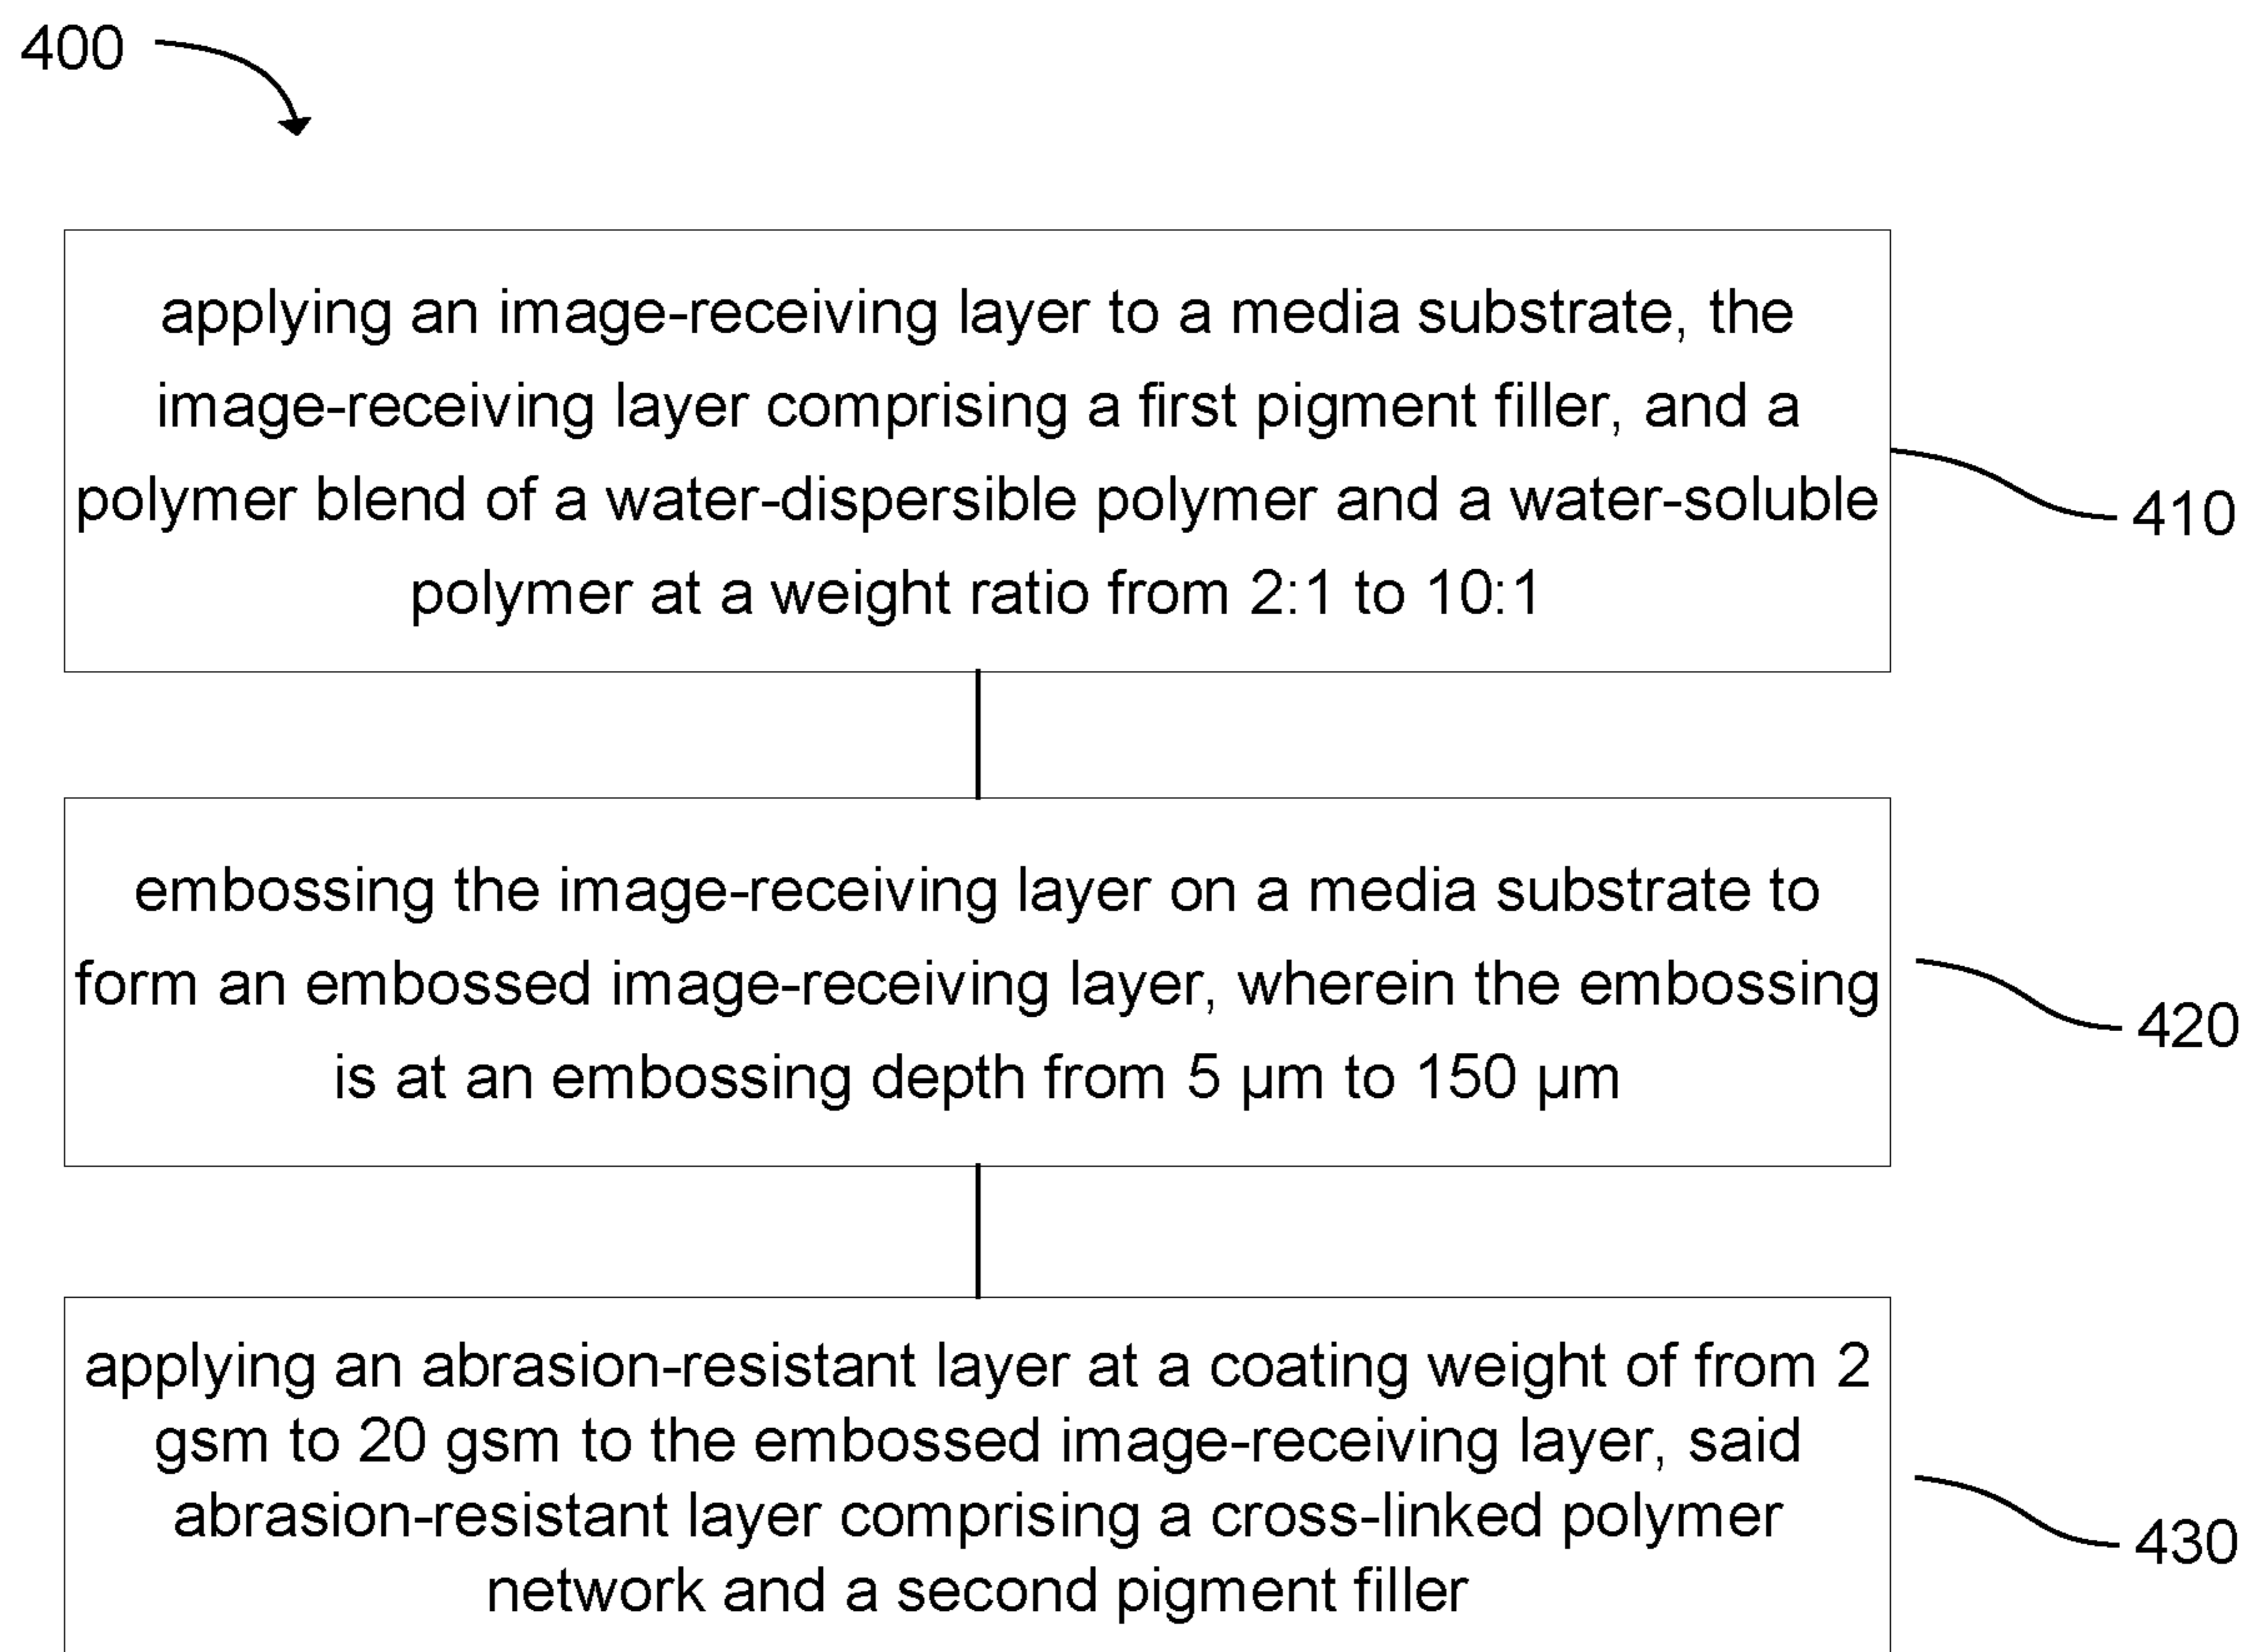 400
applying an image-receiving layer to a media substrate, the
image-receiving layer comprising a first pigment filler, and a
polymer blend of a water-dispersible polymer and a water-soluble
polymer at a weight ratio from 2:1 to 10:1
410
embossing the image-receiving layer on a media substrate to
form an embossed image-receiving layer, wherein the embossing
is at an embossing depth from 5 µm to 150 µm
420
applying an abrasion-resistant layer at a coating weight of from 2
gsm to 20 gsm to the embossed image-receiving layer, said
abrasion-resistant layer comprising a cross-linked polymer
network and a second pigment filler
430